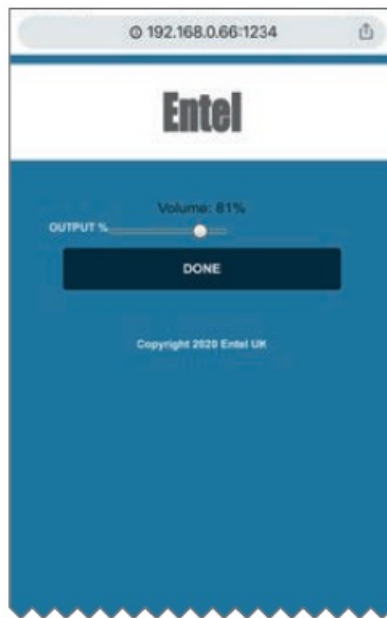 192.168.0.66:1234
Entel
Volume: 81%
OUTPUT %
DONE
Copyright 2020 Entel UK